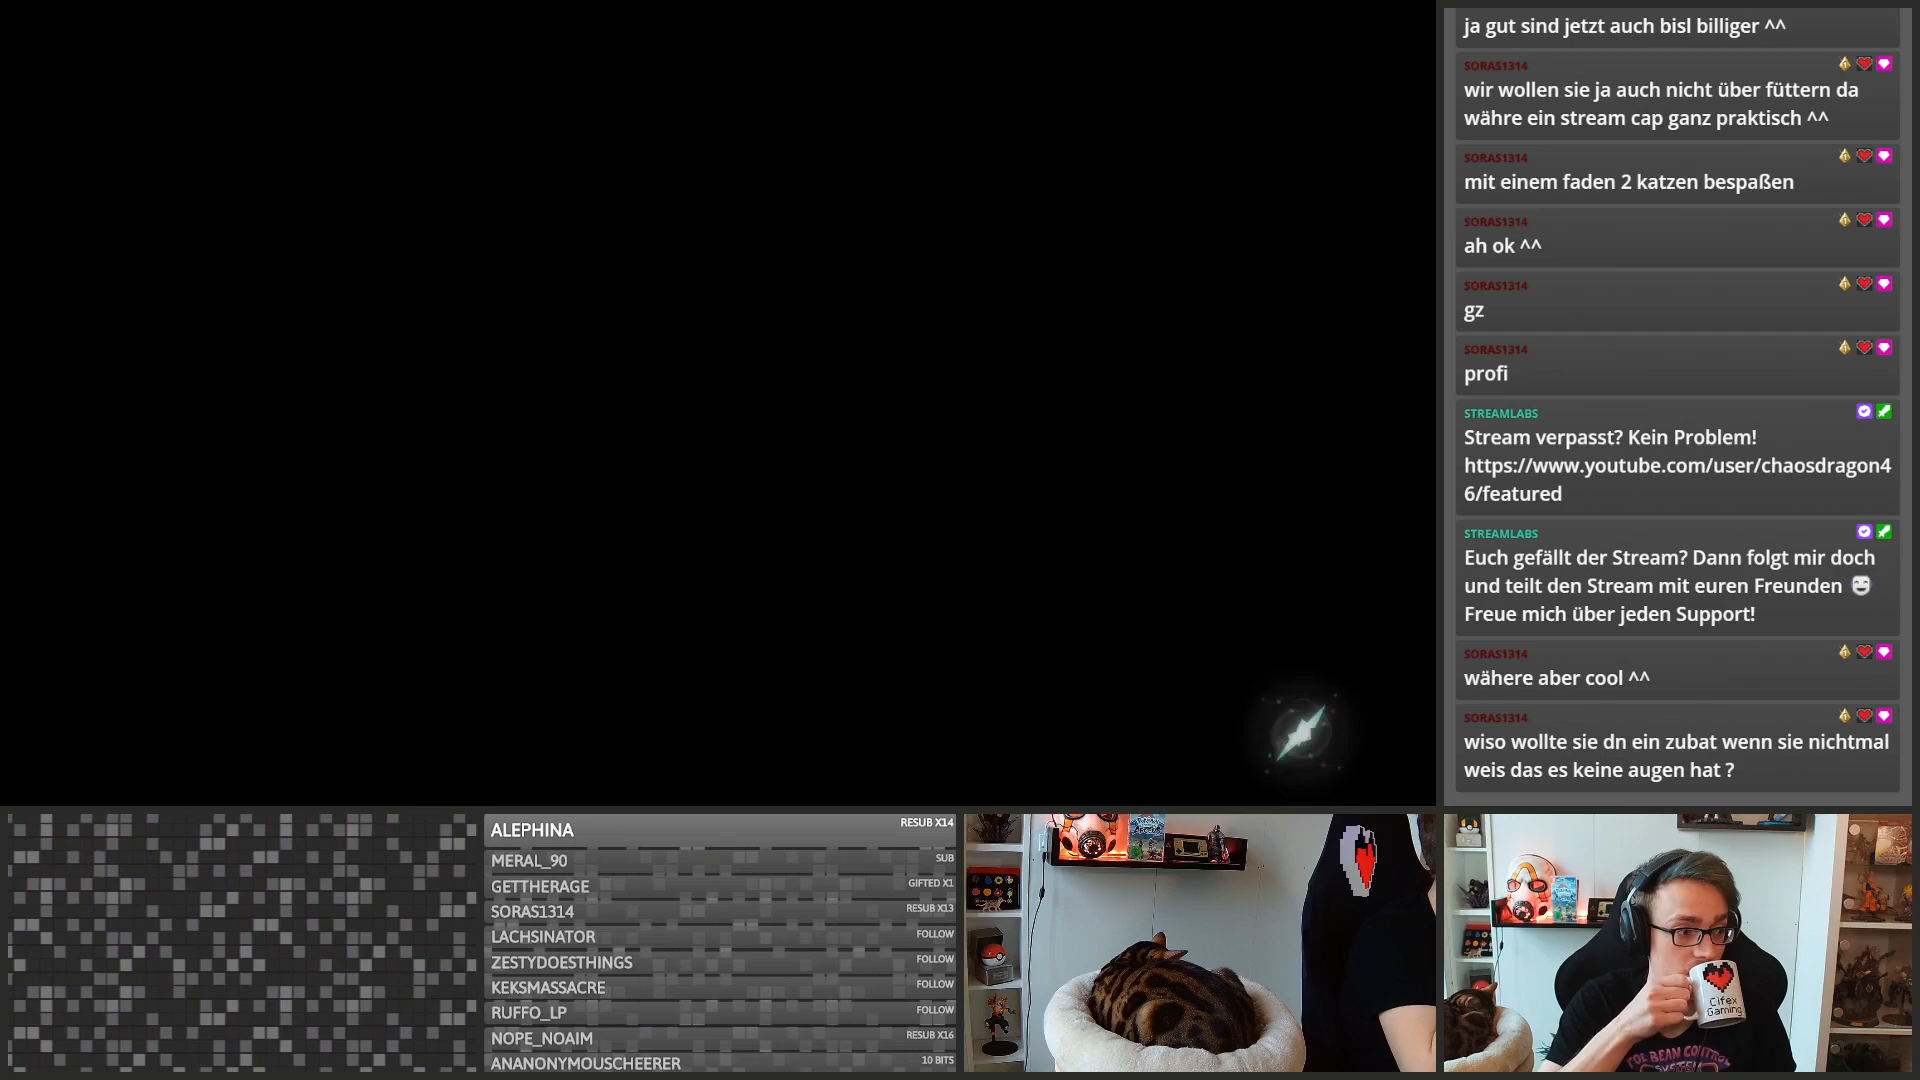 ja gut sind jetzt auch bisl billiger ^^
SORAS1314
wir wollen sie ja auch nicht über füttern da
währe ein stream cap ganz praktisch ^^
SORAS1314
mit einem faden 2 katzen bespaßen
SORAS1314
ah ok ^^
SORAS1314
gz
SORAS1314
profi
STREAMLABS
Stream verpasst? Kein Problem!
https://www.youtube.com/user/chaosdragon4
6/featured
STREAMLABS
Euch gefällt der Stream? Dann folgt mir doch
und teilt den Stream mit euren Freunden
Freue mich über jeden Support!
SORAS1314
wähere aber cool ^^
SORAS1314
wiso wollte sie dn ein zubat wenn sie nichtmal
weis das es keine augen hat ?
ALEPHINA RESUB X14
MERAL_90 SUB
GETTHERAGE GIFTED X1
SORAS1314 RESUB X13
LACHSINATOR FOLLOW
ZESTYDOESTHINGS FOLLOW
KEKSMASSACRE FOLLOW
RUFFO_LP FOLLOW
NOPE_NOAIM RESUB X16
ANANONYMOUSCHEERER 10 BITS
Cifex
Gaming